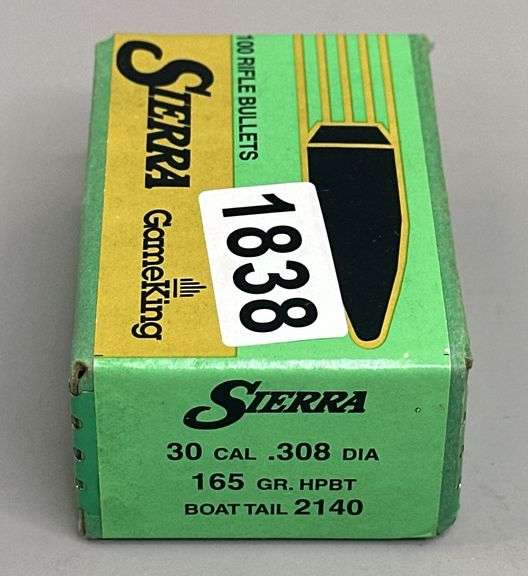 100 RIFLE BULLETS
SIERRA
GameKing
1838
SIERRA
30 CAL .308 DIA
165 GR. HPBT
BOAT TAIL 2140